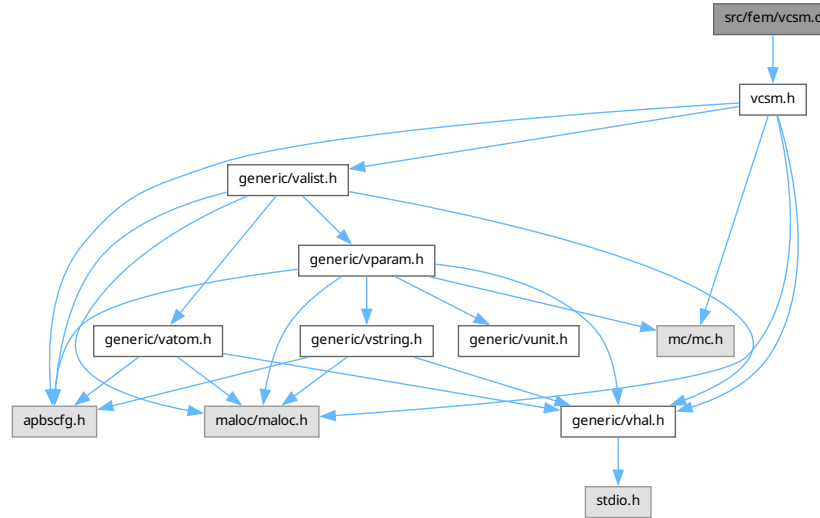 src/fem/vcsm.c
vcsm.h
generic/valist.h
generic/vparam.h
generic/vatom.h
generic/vstring.h
generic/vunit.h
mc/mc.h
apbscfg.h
maloc/maloc.h
generic/vhal.h
stdio.h